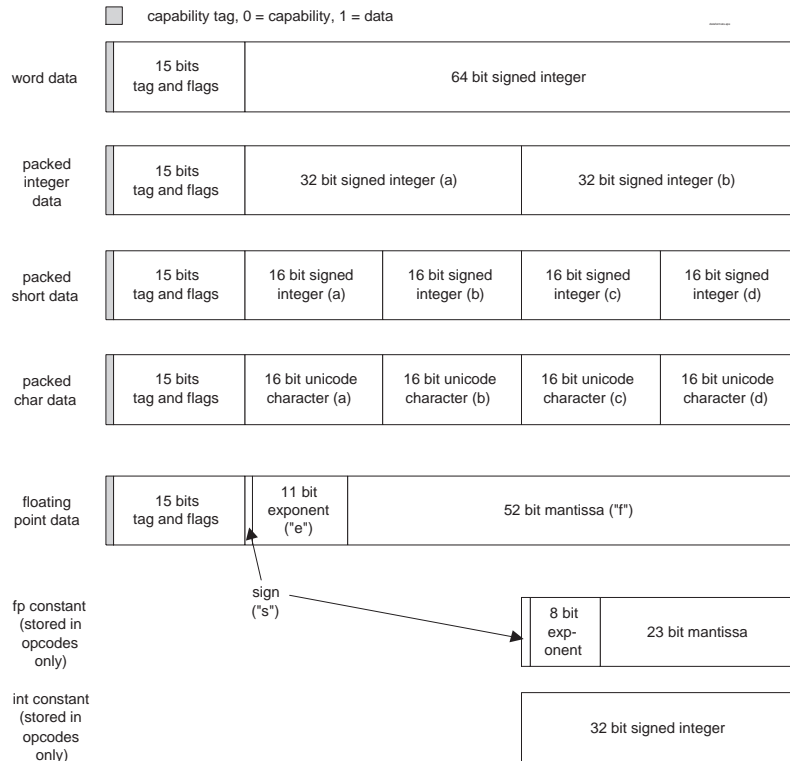 capability tag, 0 = capability, 1 = data
word data
15 bits
tag and flags
64 bit signed integer
packed
integer
data
15 bits
tag and flags
32 bit signed integer (a)
32 bit signed integer (b)
packed
short data
15 bits
tag and flags
16 bit signed
integer (a)
16 bit signed
integer (b)
16 bit signed
integer (c)
16 bit signed
integer (d)
packed
char data
15 bits
tag and flags
16 bit unicode
character (a)
16 bit unicode
character (b)
16 bit unicode
character (c)
16 bit unicode
character (d)
floating
point data
15 bits
tag and flags
11 bit
exponent
("e")
52 bit mantissa ("f")
sign
("s")
fp constant
(stored in
opcodes
only)
8 bit
exp-
onent
23 bit mantissa
int constant
(stored in
opcodes
only)
32 bit signed integer